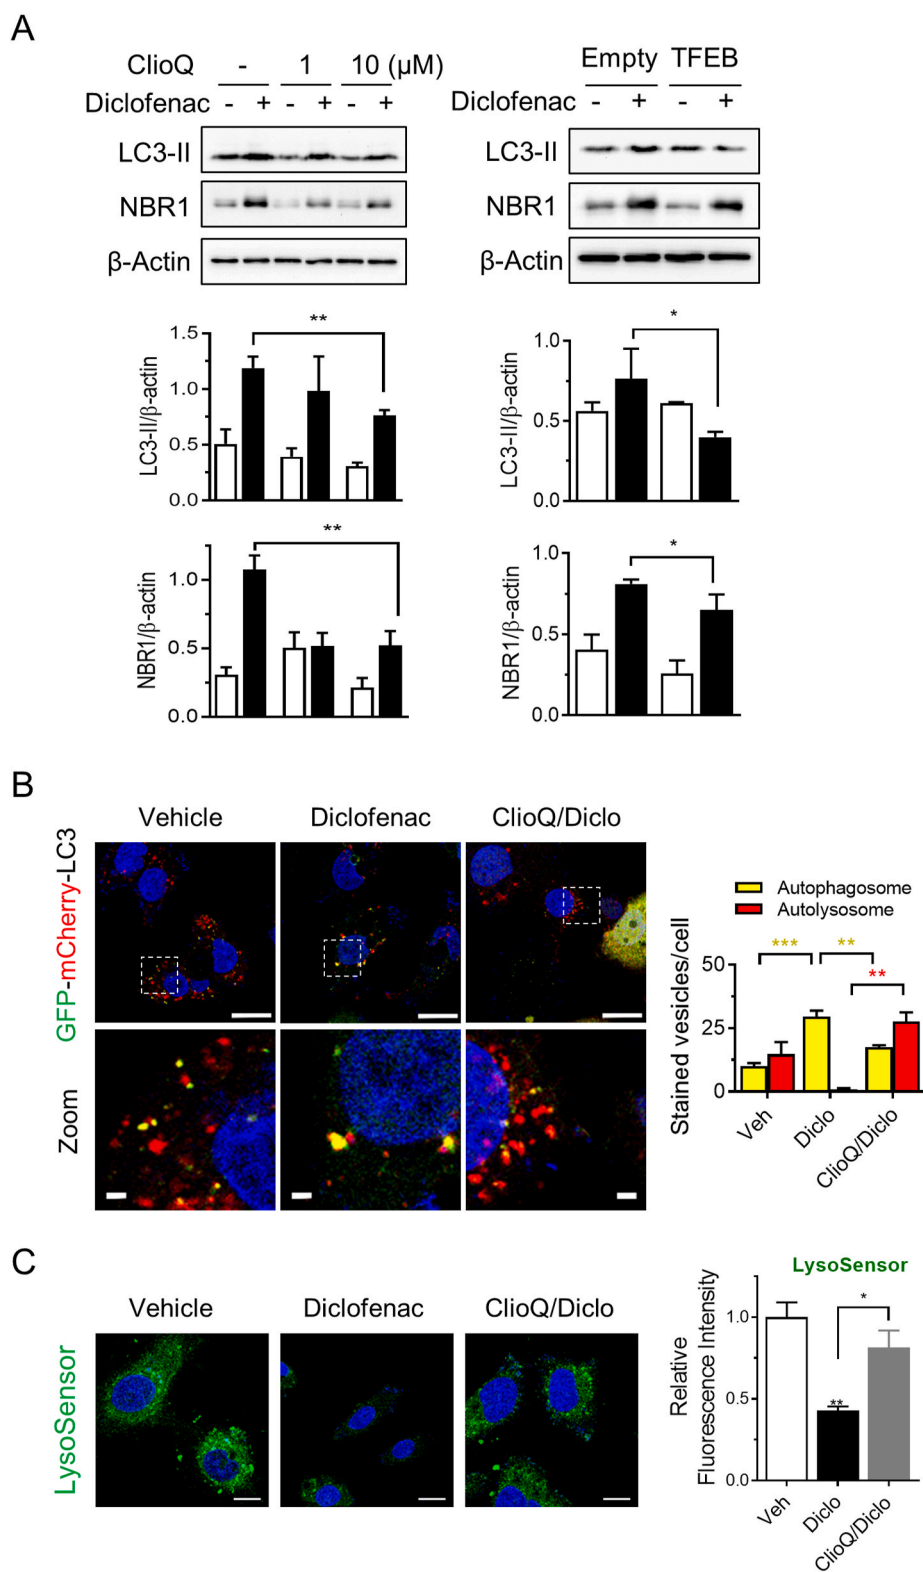 A
ClioQ - 1 10 (μM)
Diclofenac - + - + - +
LC3-II
NBR1
β-Actin
Empty TFEB
Diclofenac - + - +
LC3-II
NBR1
β-Actin
LC3-II/β-actin
1.5
1.0
0.5
0.0
**
LC3-II/β-actin
1.0
0.5
0.0
*
NBR1/β-actin
1.0
0.5
0.0
**
NBR1/β-actin
1.0
0.5
0.0
*
B
Vehicle Diclofenac ClioQ/Diclo
GFP-mCherry-LC3
Zoom
Autophagosome
Autolysosome
*** ** **
Stained vesicles/cell
50
25
0
Veh Diclo ClioQ/Diclo
C
Vehicle Diclofenac ClioQ/Diclo
LysoSensor
LysoSensor
Relative
Fluorescence Intensity
1.0
0.5
0.0
*
**
Veh Diclo ClioQ/Diclo